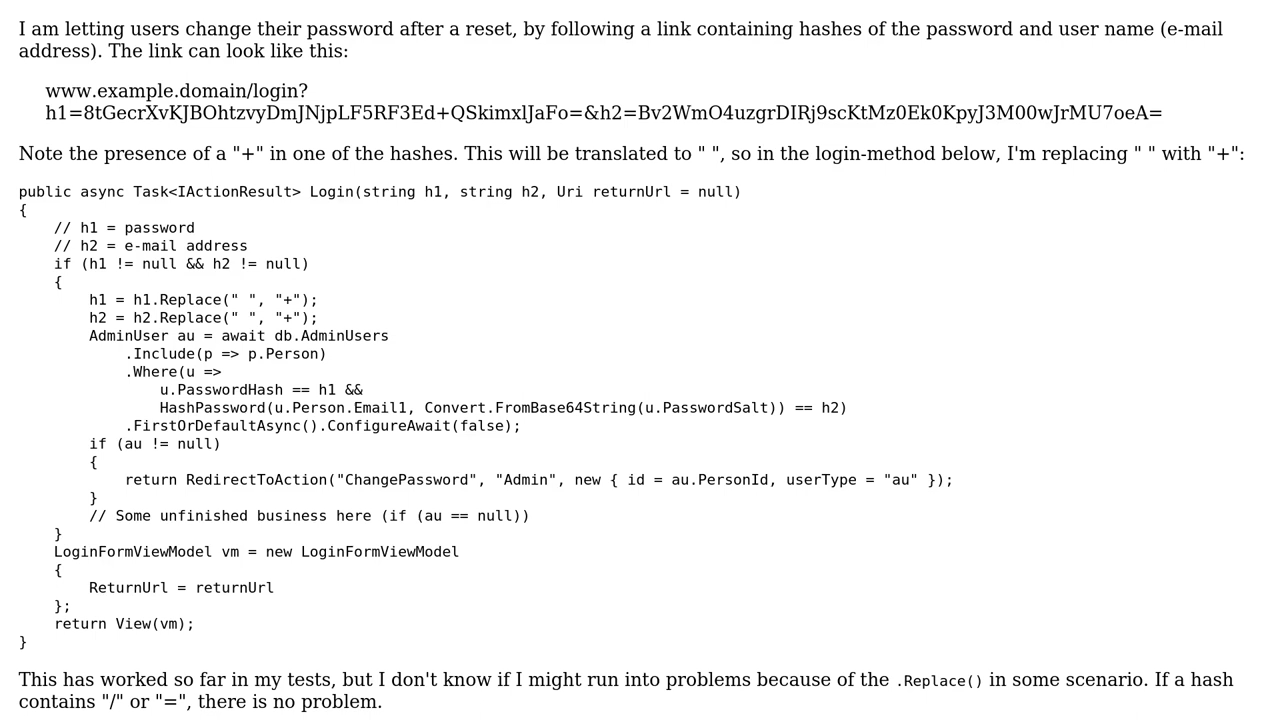 I am letting users change their password after a reset, by following a link containing hashes of the password and user name (e-mail
address). The link can look like this:
www.example.domain/login?
h1=8tGecrXvKJBOhtzvyDmJNjpLF5RF3Ed+QSkimxlJaFo=&h2=Bv2WmO4uzgrDIRj9scKtMz0Ek0KpyJ3M00wJrMU7oeA=
Note the presence of a "+" in one of the hashes. This will be translated to " ", so in the login-method below, I'm replacing " " with "+":
public async Task<IActionResult> Login(string h1, string h2, Uri returnUrl = null)
{
    // h1 = password
    // h2 = e-mail address
    if (h1 != null && h2 != null)
    {
        h1 = h1.Replace(" ", "+");
        h2 = h2.Replace(" ", "+");
        AdminUser au = await db.AdminUsers
            .Include(p => p.Person)
            .Where(u =>
                u.PasswordHash == h1 &&
                HashPassword(u.Person.Email1, Convert.FromBase64String(u.PasswordSalt)) == h2)
            .FirstOrDefaultAsync().ConfigureAwait(false);
        if (au != null)
        {
            return RedirectToAction("ChangePassword", "Admin", new { id = au.PersonId, userType = "au" });
        }
        // Some unfinished business here (if (au == null))
    }
    LoginFormViewModel vm = new LoginFormViewModel
    {
        ReturnUrl = returnUrl
    };
    return View(vm);
}
This has worked so far in my tests, but I don't know if I might run into problems because of the .Replace() in some scenario. If a hash
contains "/" or "=", there is no problem.